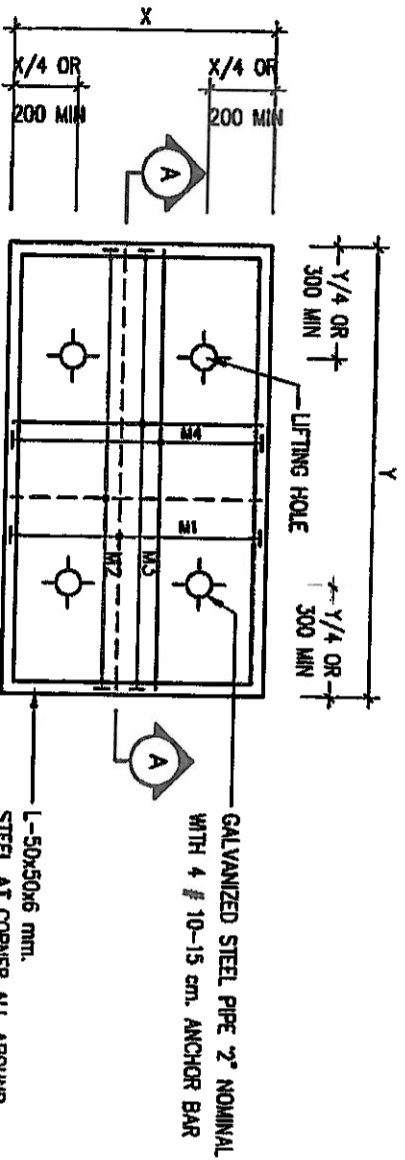 X
X/4 OR
200 MIN
X/4 OR
200 MIN
A
Y
Y/4 OR
300 MIN
Y/4 OR
300 MIN
LIFTING HOLE
M4
M1
M3
M2
A
GALVANIZED STEEL PIPE "2" NOMINAL
WITH 4 # 10-15 cm. ANCHOR BAR
L-50x50x6 mm.
STEEL AT CORNER ALL AROUND